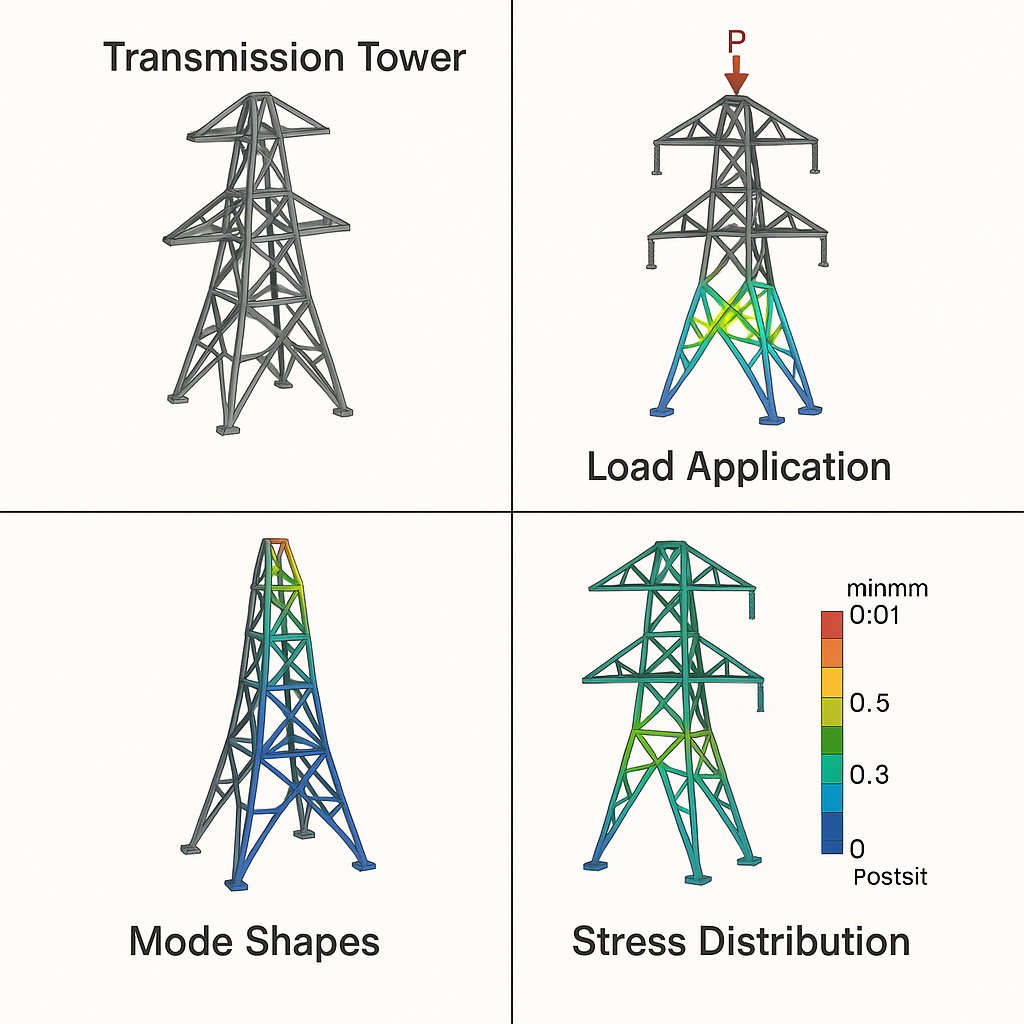 Transmission Tower
P
Load Application
Mode Shapes
minmm
0:01
0.5
0.3
0
Postsit
Stress Distribution